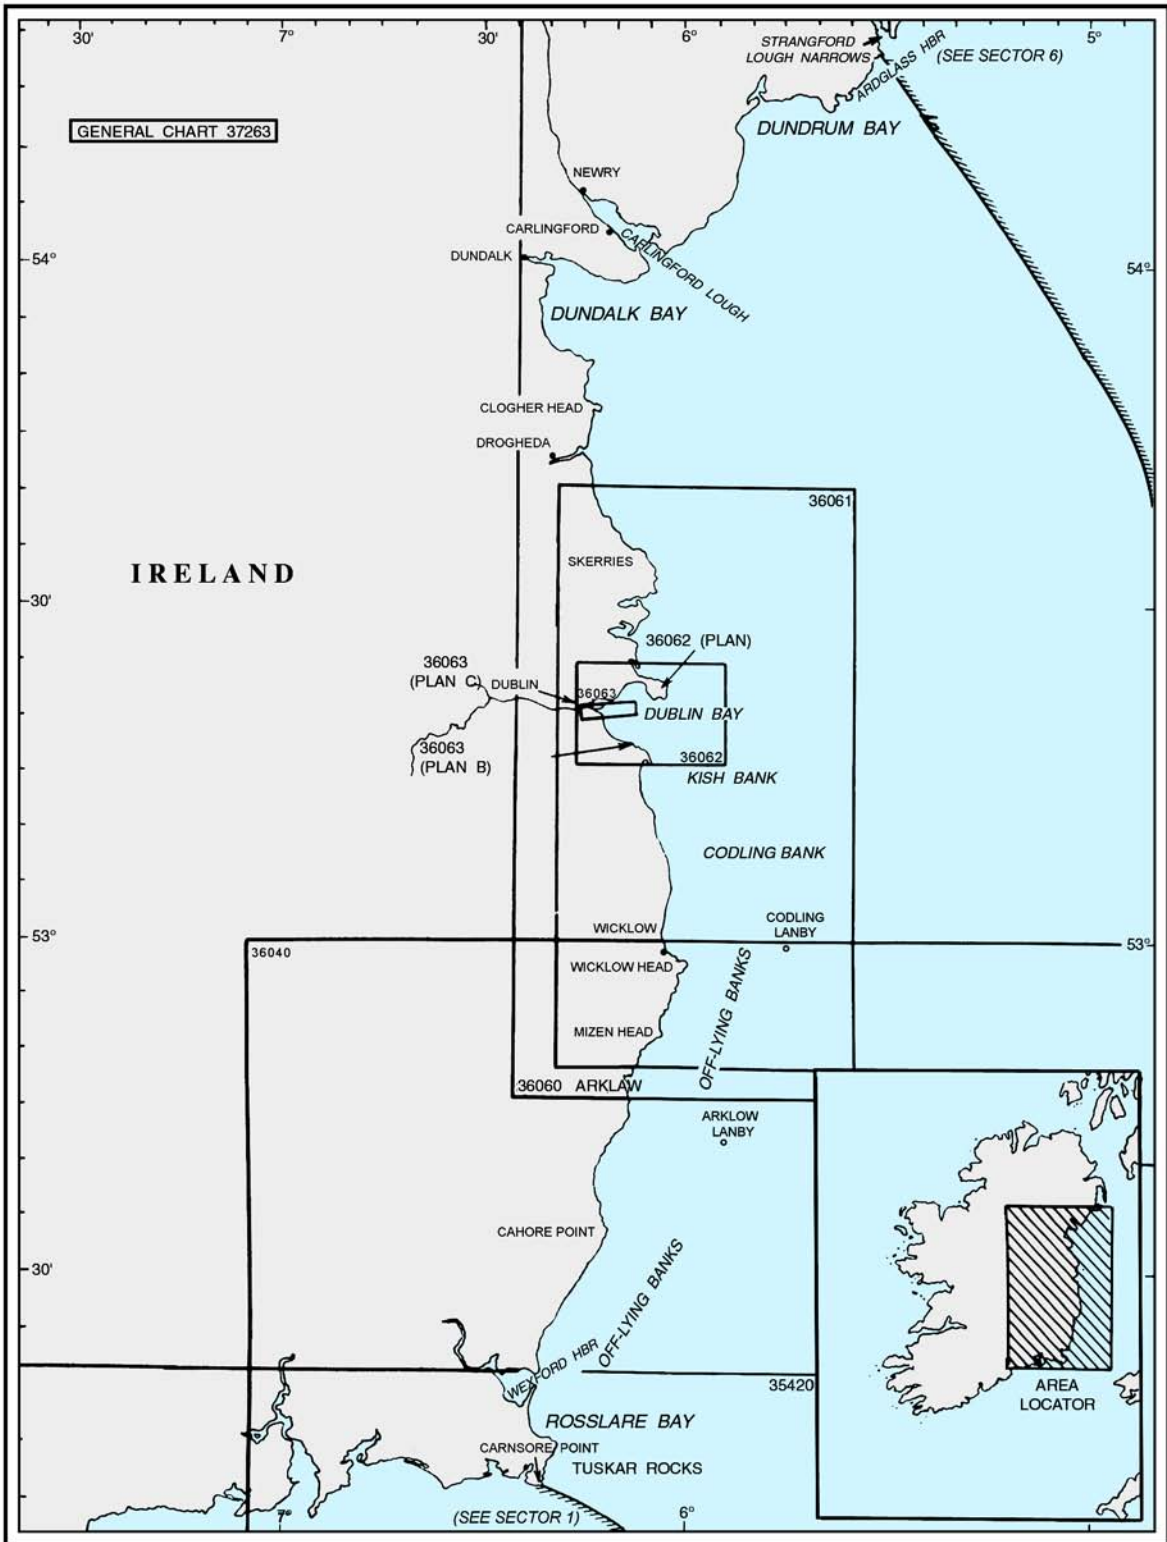 30'
7°
30'
6°
5°
STRANGFORD
LOUGH NARROWS
ARDGLASS HBR
(SEE SECTOR 6)
GENERAL CHART 37263
DUNDRUM BAY
NEWRY
CARLINGFORD
CARLINGFORD LOUGH
DUNDALK
54°
54°
DUNDALK BAY
CLOGHER HEAD
DROGHEDA
36061
SKERRIES
IRELAND
30'
36062 (PLAN)
36063
(PLAN C)
DUBLIN
36063
DUBLIN BAY
36063
(PLAN B)
36062
KISH BANK
CODLING BANK
WICKLOW
CODLING
LANBY
53°
53°
36040
WICKLOW HEAD
MIZEN HEAD
OFF-LYING BANKS
36060 ARKLAW
ARKLOW
LANBY
CAHORE POINT
30'
OFF-LYING BANKS
WEXFORD HBR
35420
AREA
LOCATOR
ROSSLARE BAY
CARNSORE POINT
TUSKAR ROCKS
7°
(SEE SECTOR 1)
6°